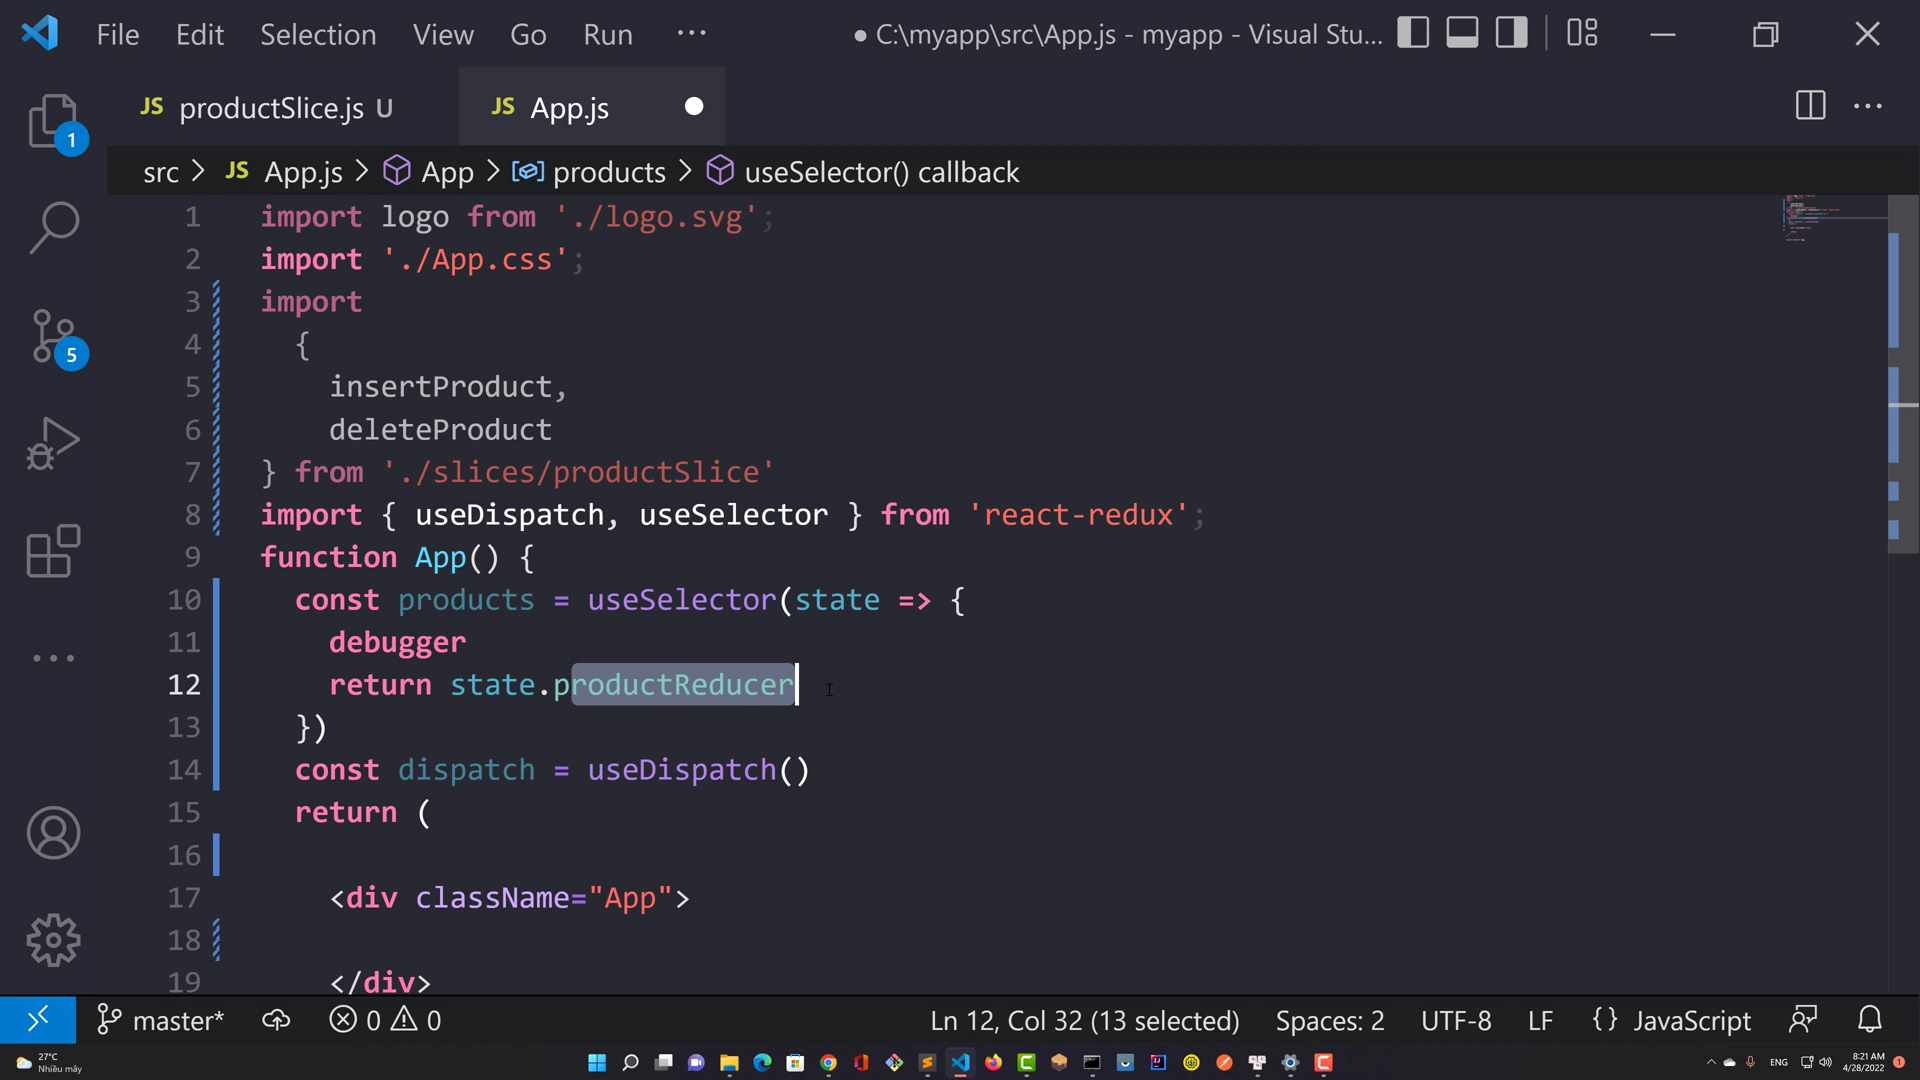 File Edit Selection View Go Run ··· ● C:\myapp\src\App.js - myapp - Visual Stu...
JS productSlice.js U JS App.js
1
src > JS App.js > App > products > useSelector() callback
1 import logo from './logo.svg';
2 import './App.css';
3 import
4 {
5 insertProduct,
5
6 deleteProduct
7 } from './slices/productSlice'
8 import { useDispatch, useSelector } from 'react-redux';
9 function App() {
10 const products = useSelector(state => {
11 debugger
12 return state.productReducer
13 })
14 const dispatch = useDispatch()
15 return (
16
17 <div className="App">
18
19 </div>
master* 0 0 Ln 12, Col 32 (13 selected) Spaces: 2 UTF-8 LF {} JavaScript
27°C
Nhiều mây
ENG
8:21 AM
4/28/2022
1